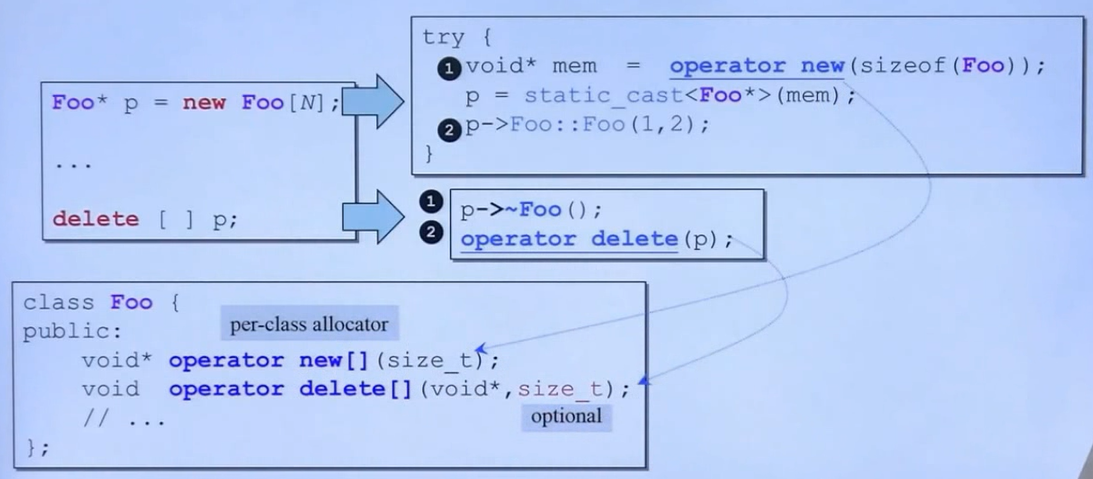 Foo* p = new Foo[N];
...
delete [ ] p;
try {
❶void* mem = operator new(sizeof(Foo));
p = static_cast<Foo*>(mem);
❷p->Foo::Foo(1,2);
}
❶ p->~Foo();
❷ operator delete(p);
class Foo {
public:
per-class allocator
void* operator new[](size_t);
void operator delete[](void*,size_t);
// ...
optional
};